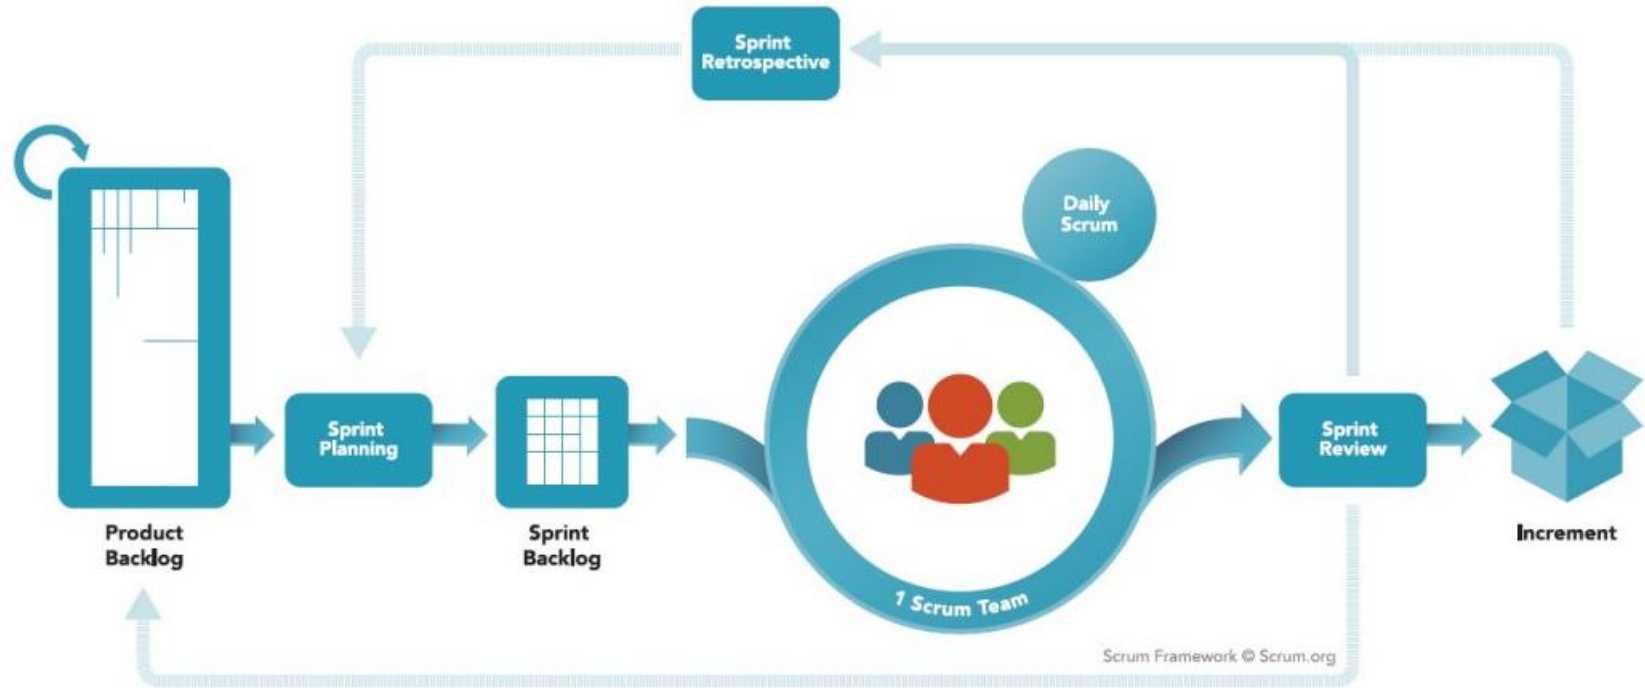 Sprint
Retrospective
Daily
Scrum
Sprint
Planning
Sprint
Review
Product
Backlog
Sprint
Backlog
Increment
1 Scrum Team
Scrum Framework © Scrum.org